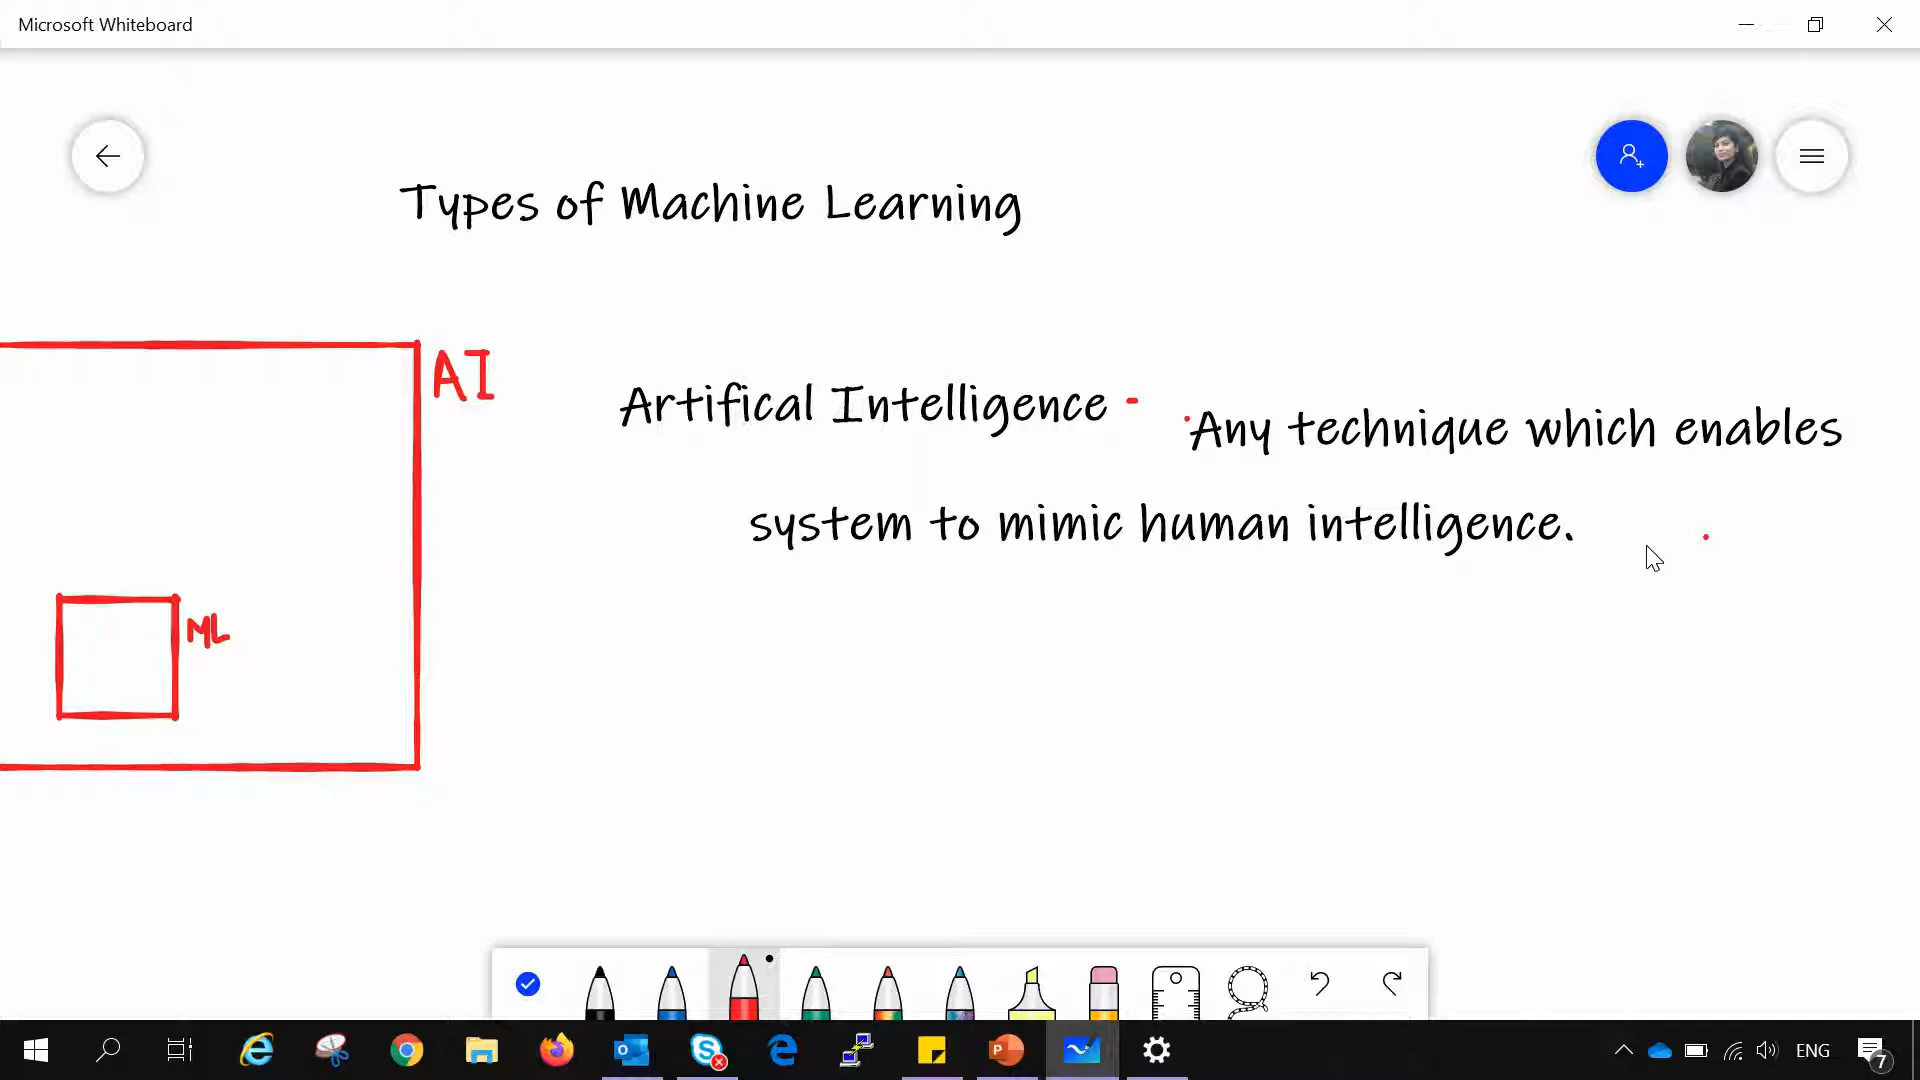 Microsoft Whiteboard
Types of Machine Learning
AI
Artifical Intelligence - Any technique which enables
system to mimic human intelligence.
ML
ENG
7